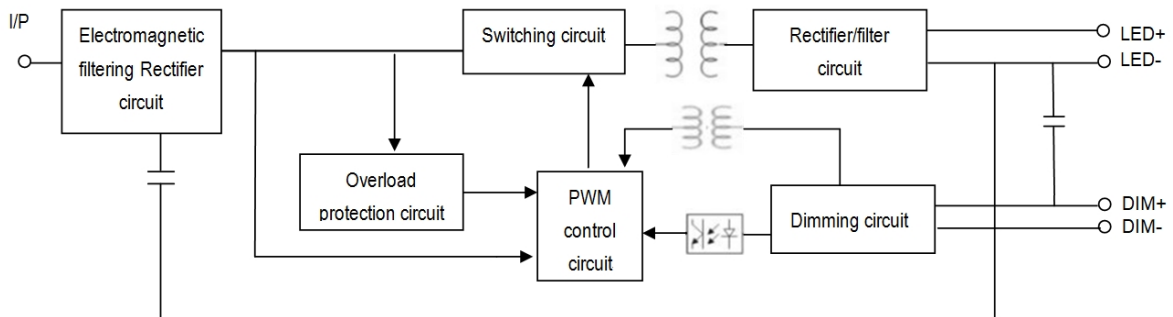 I/P
Electromagnetic
filtering Rectifier
circuit
Switching circuit
Rectifier/filter
circuit
LED+
LED-
Overload
protection circuit
PWM
control
circuit
Dimming circuit
DIM+
DIM-